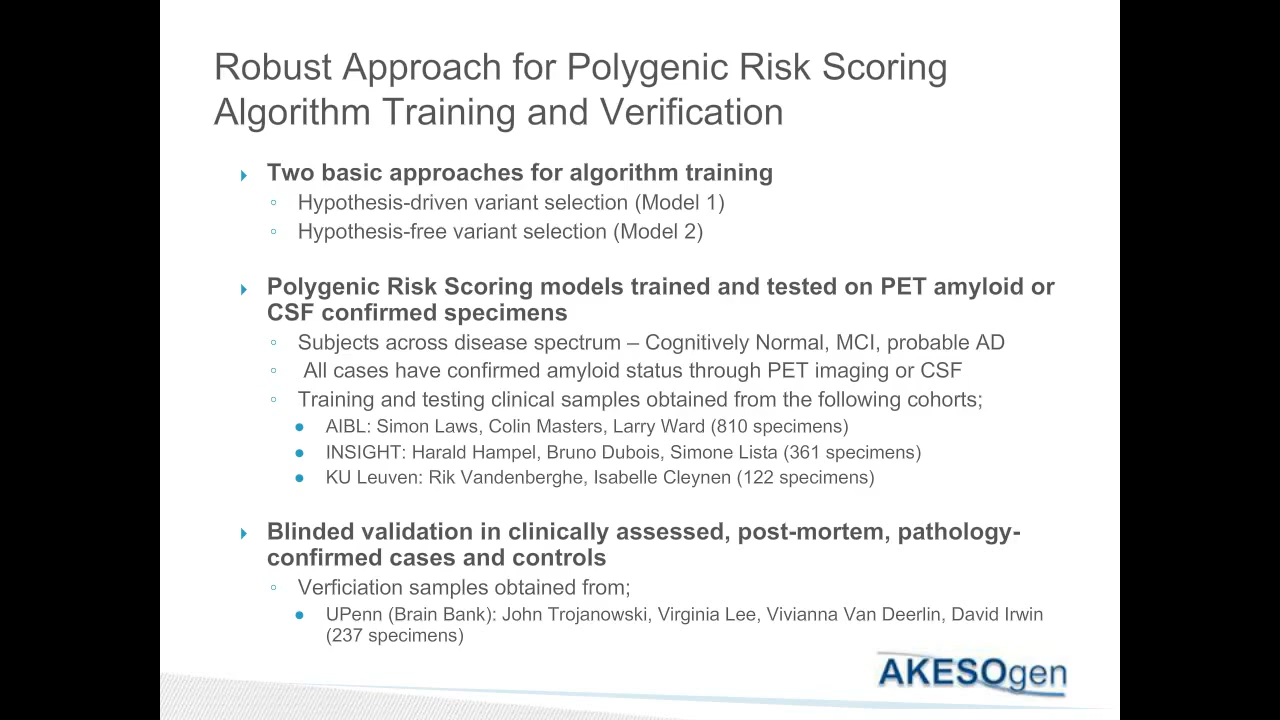 Robust Approach for Polygenic Risk Scoring
Algorithm Training and Verification
Two basic approaches for algorithm training
Hypothesis-driven variant selection (Model 1)
Hypothesis-free variant selection (Model 2)
Polygenic Risk Scoring models trained and tested on PET amyloid or
CSF confirmed specimens
Subjects across disease spectrum – Cognitively Normal, MCI, probable AD
All cases have confirmed amyloid status through PET imaging or CSF
Training and testing clinical samples obtained from the following cohorts;
AIBL: Simon Laws, Colin Masters, Larry Ward (810 specimens)
INSIGHT: Harald Hampel, Bruno Dubois, Simone Lista (361 specimens)
KU Leuven: Rik Vandenberghe, Isabelle Cleynen (122 specimens)
Blinded validation in clinically assessed, post-mortem, pathology-
confirmed cases and controls
Verficiation samples obtained from;
UPenn (Brain Bank): John Trojanowski, Virginia Lee, Vivianna Van Deerlin, David Irwin
(237 specimens)
AKESOgen